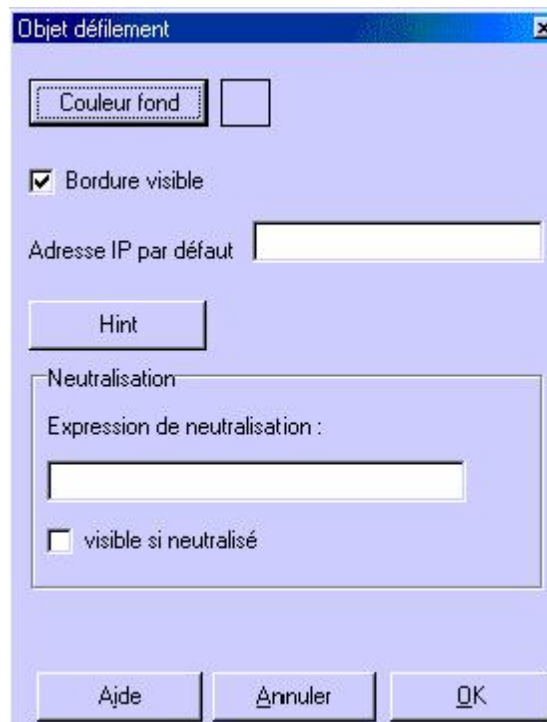 Objet défilement
Couleur fond
Bordure visible
Adresse IP par défaut
Hint
Neutralisation
Expression de neutralisation :
visible si neutralisé
Aide
Annuler
OK